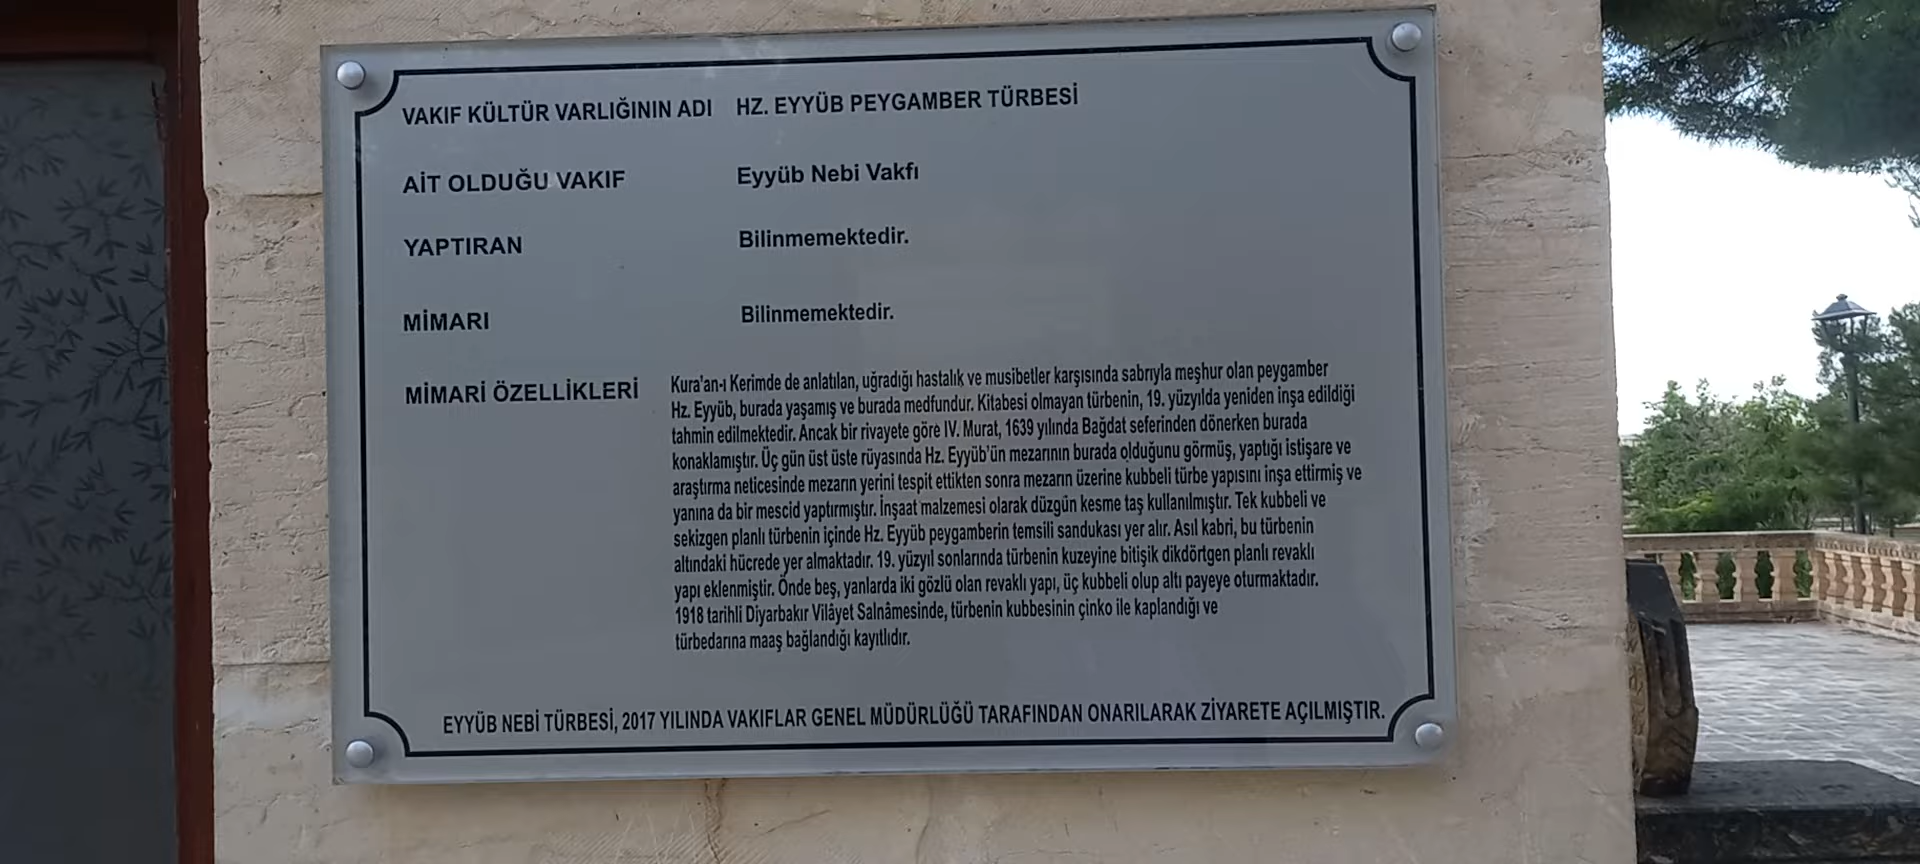 VAKIF KÜLTÜR VARLIĞININ ADI HZ. EYYÜB PEYGAMBER TÜRBESİ
AİT OLDUĞU VAKIF Eyyüb Nebi Vakfı
YAPTIRAN Bilinmemektedir.
MİMARI Bilinmemektedir.
MİMARİ ÖZELLİKLERİ Kura'an-ı Kerimde de anlatılan, uğradığı hastalık ve musibetler karşısında sabrıyla meşhur olan peygamber
Hz. Eyyüb, burada yaşamış ve burada medfundur. Kitabesi olmayan türbenin, 19. yüzyılda yeniden inşa edildiği
tahmin edilmektedir. Ancak bir rivayete göre IV. Murat, 1639 yılında Bağdat seferinden dönerken burada
konaklamıştır. Üç gün üst üste rüyasında Hz. Eyyüb'ün mezarının burada olduğunu görmüş, yaptığı istişare ve
araştırma neticesinde mezarın yerini tespit ettikten sonra mezarın üzerine kubbeli türbe yapısını inşa ettirmiş ve
yanına da bir mescid yaptırmıştır. İnşaat malzemesi olarak düzgün kesme taş kullanılmıştır. Tek kubbeli ve
sekizgen planlı türbenin içinde Hz. Eyyüb peygamberin temsili sandukası yer alır. Asıl kabri, bu türbenin
altındaki hücrede yer almaktadır. 19. yüzyıl sonlarında türbenin kuzeyine bitişik dikdörtgen planlı revaklı
yapı eklenmiştir. Önde beş, yanlarda iki gözlü olan revaklı yapı, üç kubbeli olup altı payeye oturmaktadır.
1918 tarihli Diyarbakır Vilâyet Salnâmesinde, türbenin kubbesinin çinko ile kaplandığı ve
türbedarına maaş bağlandığı kayıtlıdır.
EYYÜB NEBİ TÜRBESİ, 2017 YILINDA VAKIFLAR GENEL MÜDÜRLÜĞÜ TARAFINDAN ONARILARAK ZİYARETE AÇILMIŞTIR.